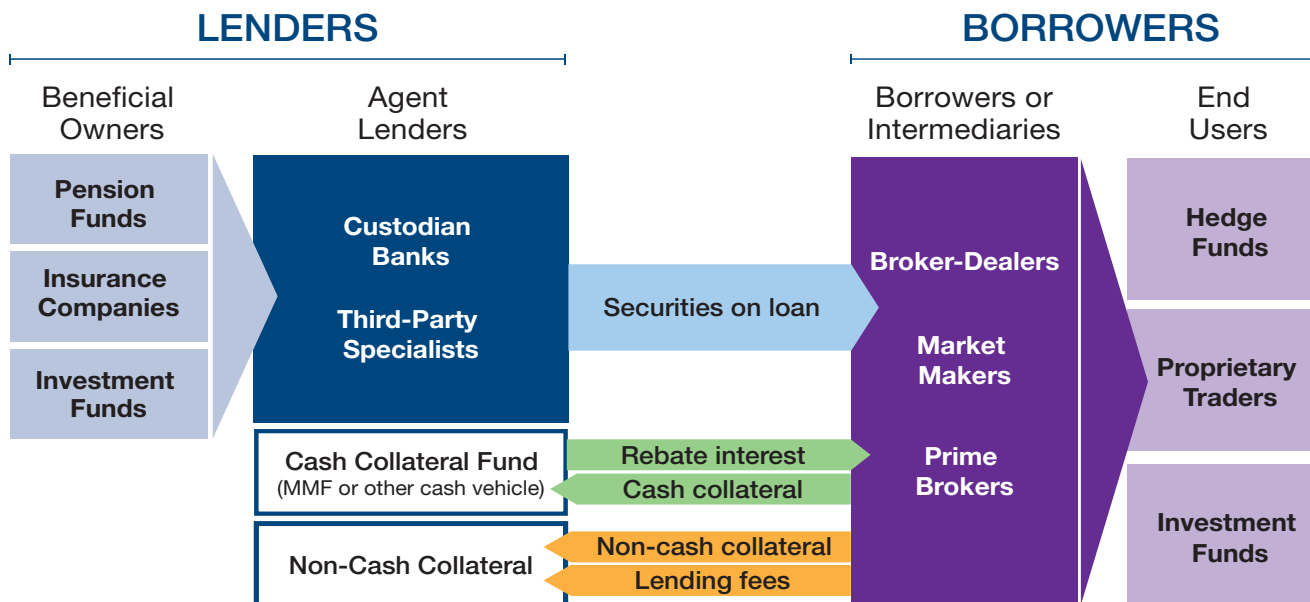 LENDERS
BORROWERS
Beneficial
Owners
Agent
Lenders
Borrowers or
Intermediaries
End
Users
Pension
Funds
Insurance
Companies
Investment
Funds
Custodian
Banks
Third-Party
Specialists
Cash Collateral Fund
(MMF or other cash vehicle)
Non-Cash Collateral
Securities on loan
Rebate interest
Cash collateral
Non-cash collateral
Lending fees
Broker-Dealers
Market
Makers
Prime
Brokers
Hedge
Funds
Proprietary
Traders
Investment
Funds